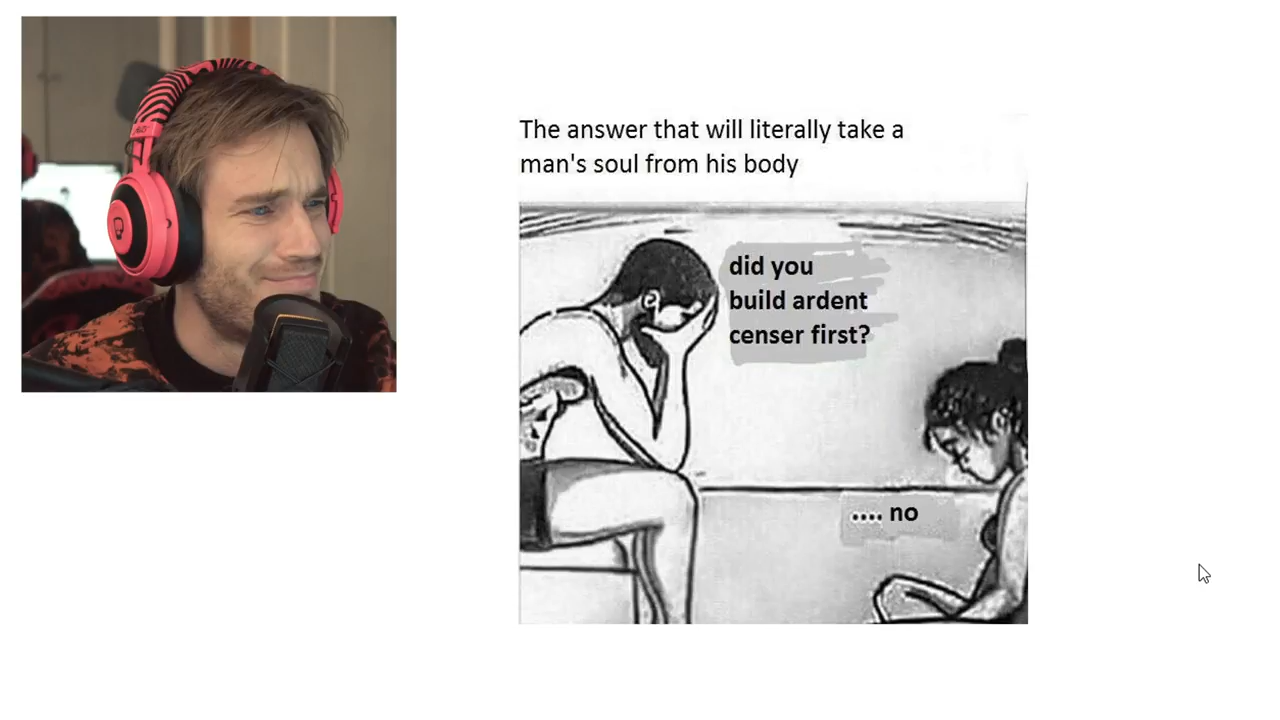 The answer that will literally take a
man's soul from his body
did you
build ardent
censer first?
.... no